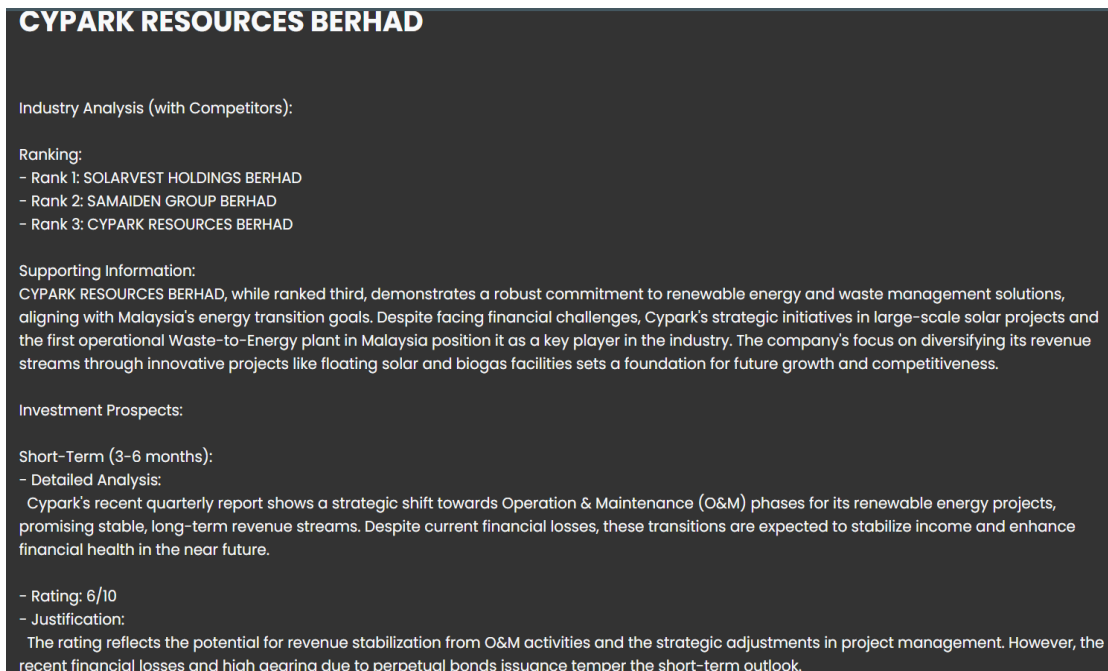 CYPARK RESOURCES BERHAD
Industry Analysis (with Competitors):
Ranking:
- Rank 1: SOLARVEST HOLDINGS BERHAD
- Rank 2: SAMAIDEN GROUP BERHAD
- Rank 3: CYPARK RESOURCES BERHAD
Supporting Information:
CYPARK RESOURCES BERHAD, while ranked third, demonstrates a robust commitment to renewable energy and waste management solutions,
aligning with Malaysia's energy transition goals. Despite facing financial challenges, Cypark's strategic initiatives in large-scale solar projects and
the first operational Waste-to-Energy plant in Malaysia position it as a key player in the industry. The company's focus on diversifying its revenue
streams through innovative projects like floating solar and biogas facilities sets a foundation for future growth and competitiveness.
Investment Prospects:
Short-Term (3-6 months):
- Detailed Analysis:
Cypark's recent quarterly report shows a strategic shift towards Operation & Maintenance (O&M) phases for its renewable energy projects,
promising stable, long-term revenue streams. Despite current financial losses, these transitions are expected to stabilize income and enhance
financial health in the near future.
- Rating: 6/10
- Justification:
The rating reflects the potential for revenue stabilization from O&M activities and the strategic adjustments in project management. However, the
recent financial losses and high gearing due to perpetual bonds issuance temper the short-term outlook.